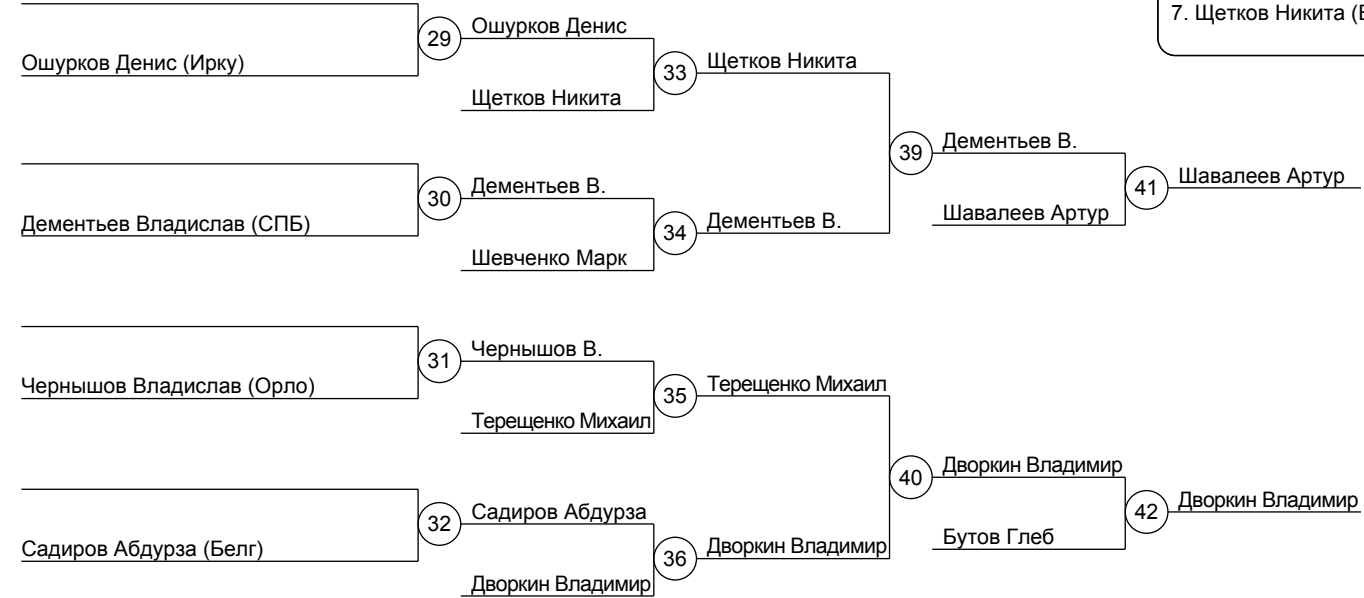 7. Щетков Никита (
29
Ошурков Денис
Ошурков Денис (Ирку)
33
Щетков Никита
Щетков Никита
39
Дементьев В.
30
Дементьев В.
Дементьев Владислав (СПБ)
34
Дементьев В.
Шевченко Марк
Шавалеев Артур
41
Шавалеев Артур
31
Чернышов В.
Чернышов Владислав (Орло)
35
Терещенко Михаил
Терещенко Михаил
40
Дворкин Владимир
32
Садиров Абдурза
Садиров Абдурза (Белг)
36
Дворкин Владимир
Дворкин Владимир
Бутов Глеб
42
Дворкин Владимир